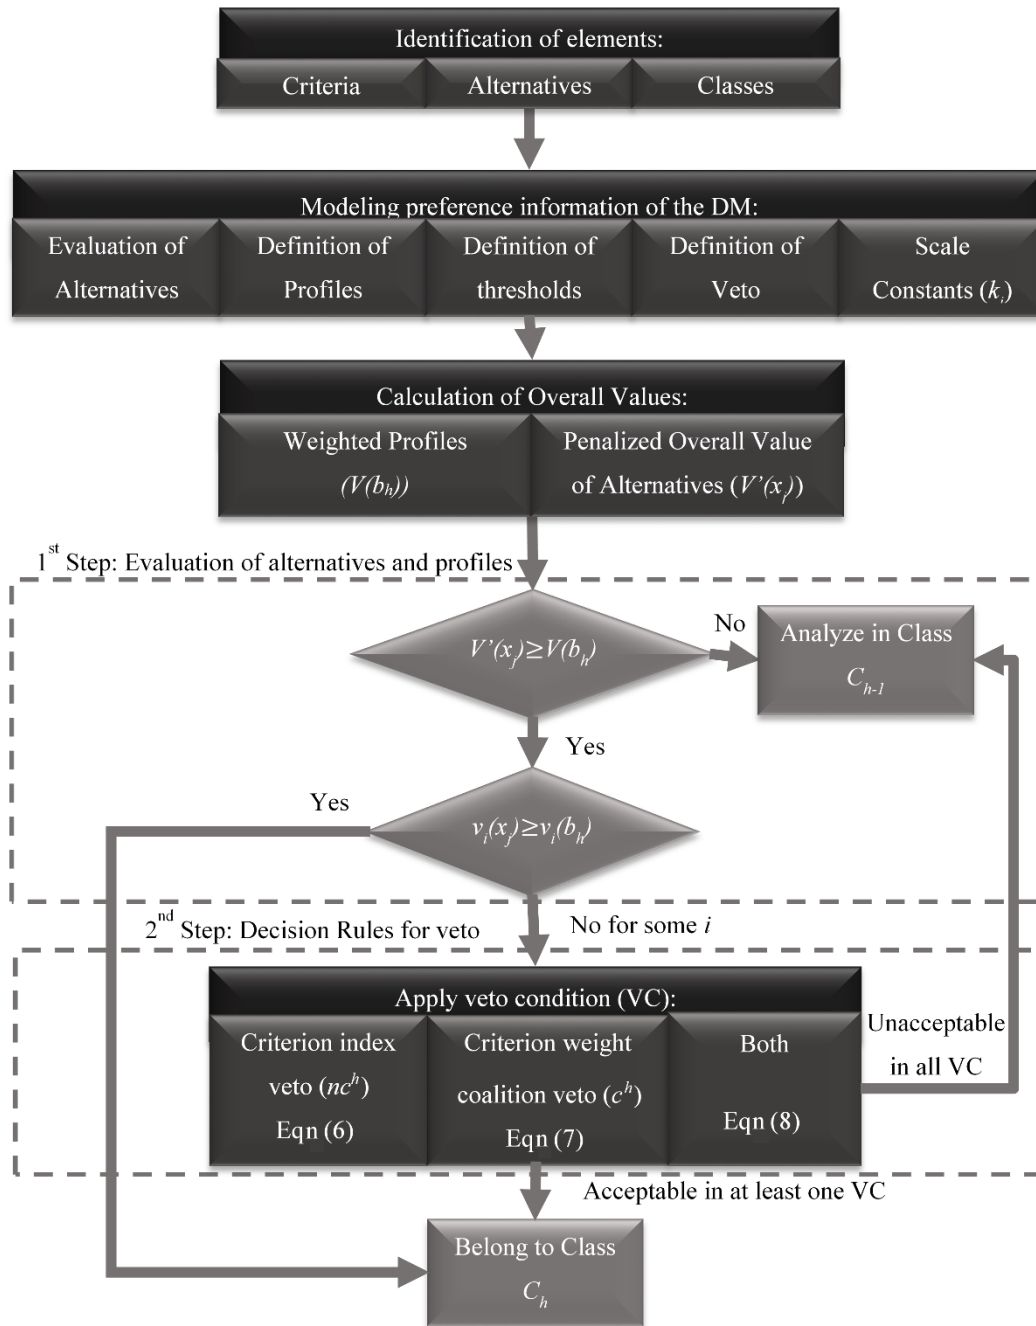 Identification of elements:
Criteria
Alternatives
Classes
Modeling preference information of the DM:
Evaluation of
Alternatives
Definition of
Profiles
Definition of
thresholds
Definition of
Veto
Scale
Constants (kᵢ)
Calculation of Overall Values:
Weighted Profiles
(V(bₕ))
Penalized Overall Value
of Alternatives (V’(xⱼ))
1st Step: Evaluation of alternatives and profiles
V’(xⱼ)≥V(bₕ)
No
Analyze in Class
Cₕ₋₁
Yes
Yes
vᵢ(xⱼ)≥vᵢ(bₕ)
2nd Step: Decision Rules for veto
No for some i
Apply veto condition (VC):
Criterion index
veto (ncʰ)
Eqn (6)
Criterion weight
coalition veto (cʰ)
Eqn (7)
Both
Eqn (8)
Unacceptable
in all VC
Acceptable in at least one VC
Belong to Class
Cₕ